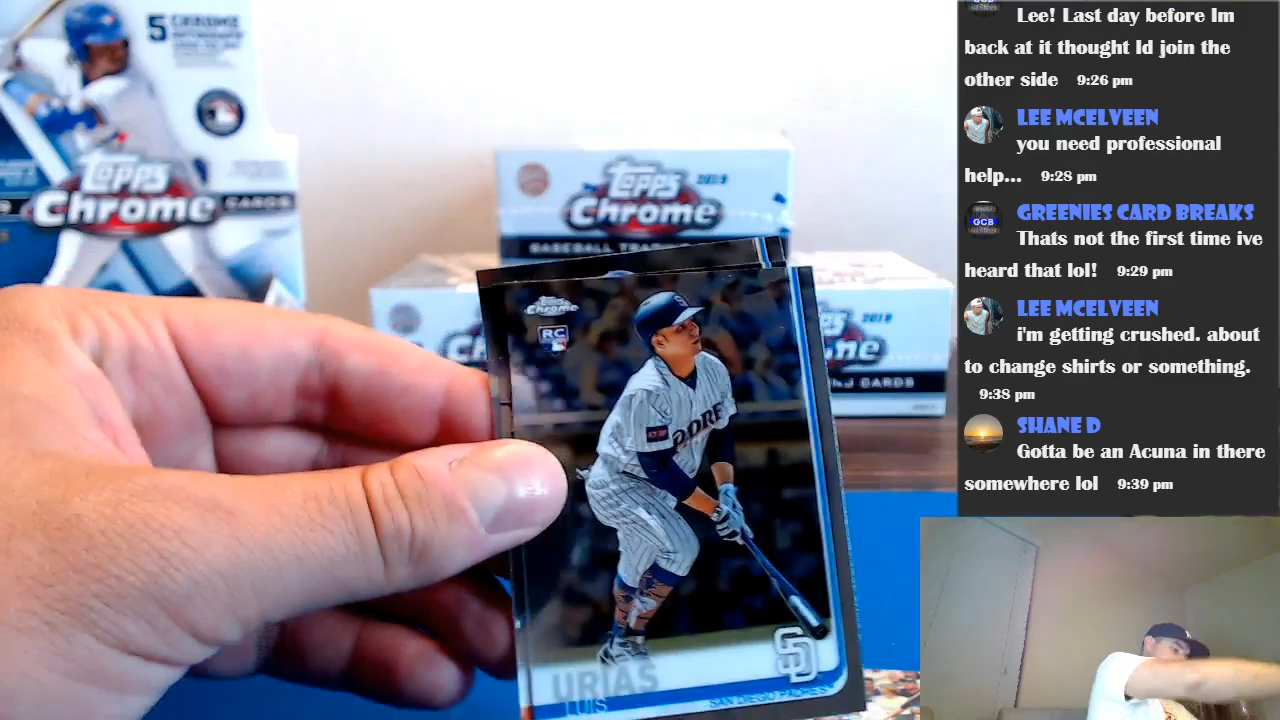 5 CHROME
Topps
Chrome
CARDS
Topps 2019
Chrome
BASEBALL
2019
CARDS
Topps
Chrome
RC
PADRE
URIAS
LUIS
SAN DIEGO PADRES
SD
Lee! Last day before Im
back at it thought Id join the
other side 9:26 pm
LEE MCELVEEN
you need professional
help... 9:28 pm
GCB
GREENIES CARD BREAKS
Thats not the first time ive
heard that lol! 9:29 pm
LEE MCELVEEN
i'm getting crushed. about
to change shirts or something.
9:38 pm
SHANE D
Gotta be an Acuna in there
somewhere lol 9:39 pm